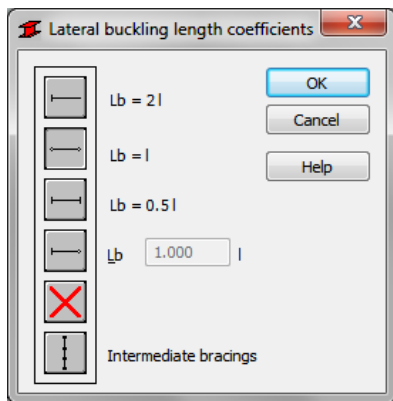 Lateral buckling length coefficients
Lb = 2 l
OK
Cancel
Lb = l
Help
Lb = 0.5 l
Lb 1.000 l
Intermediate bracings